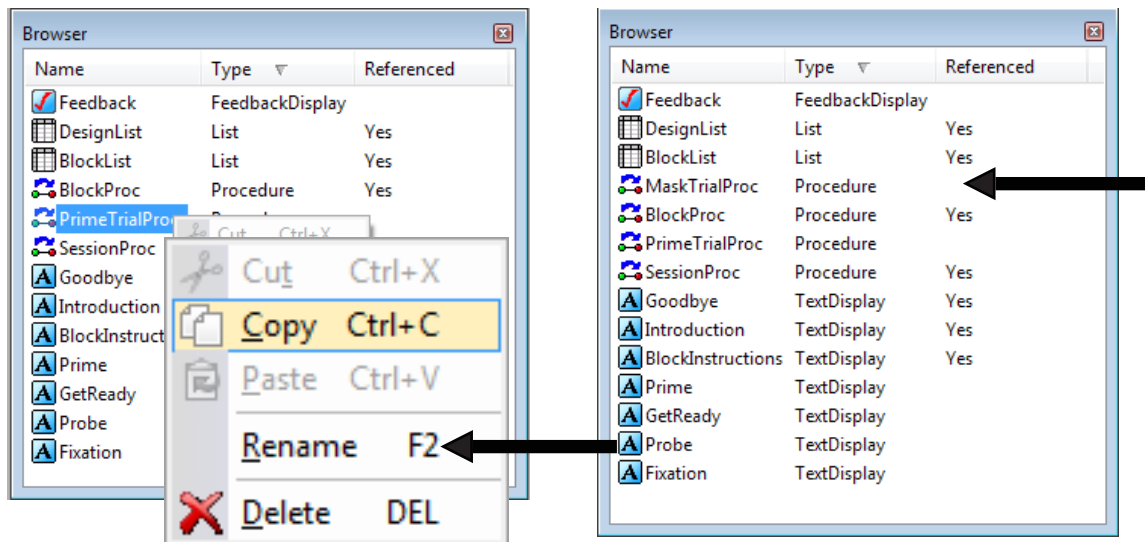 Browser
Name Type Referenced
Feedback FeedbackDisplay
DesignList List Yes
BlockList List Yes
BlockProc Procedure Yes
PrimeTrialProc
Cut Ctrl+X
SessionProc
Goodbye
Introduction
BlockInstruct
Prime
GetReady
Probe
Fixation
Cut Ctrl+X
Copy Ctrl+C
Paste Ctrl+V
Rename F2
Delete DEL
Browser
Name Type Referenced
Feedback FeedbackDisplay
DesignList List Yes
BlockList List Yes
MaskTrialProc Procedure
BlockProc Procedure Yes
PrimeTrialProc Procedure
SessionProc Procedure Yes
Goodbye TextDisplay Yes
Introduction TextDisplay Yes
BlockInstructions TextDisplay Yes
Prime TextDisplay
GetReady TextDisplay
Probe TextDisplay
Fixation TextDisplay